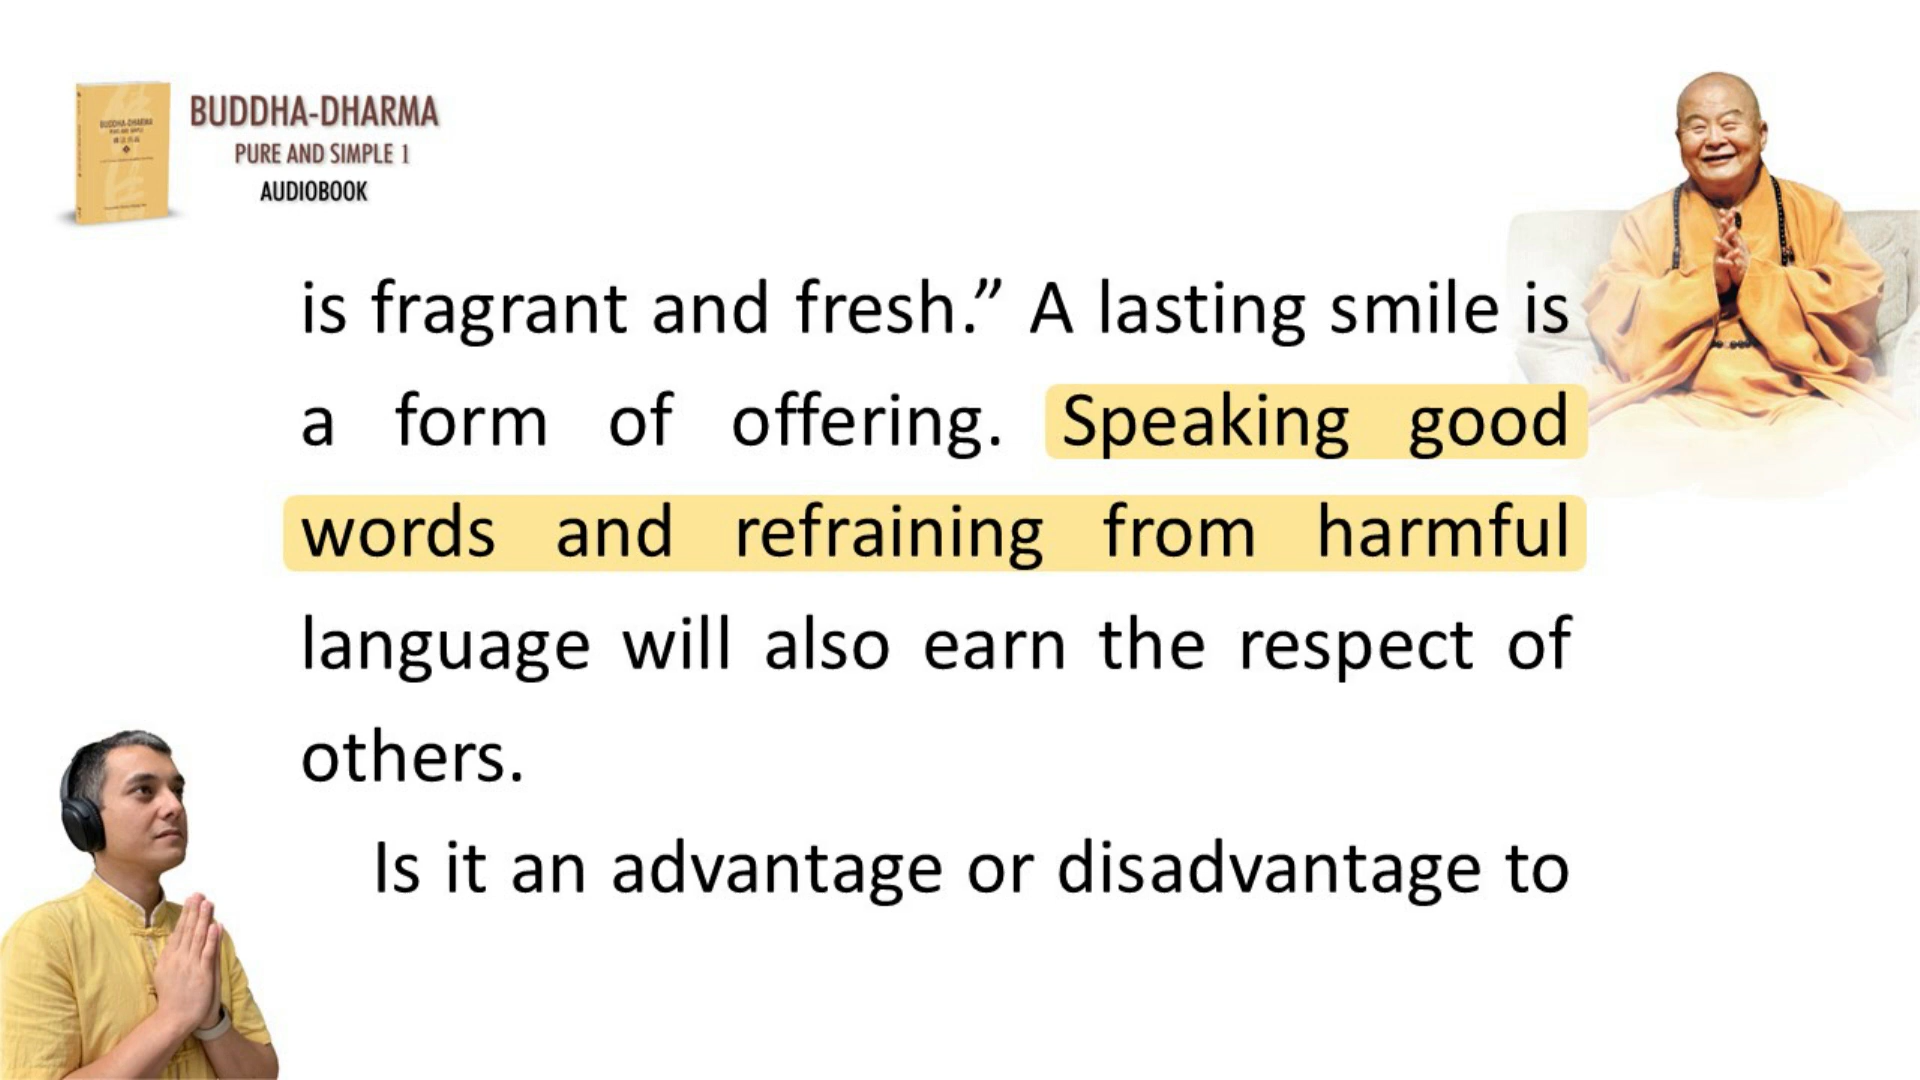 BUDDHA-DHARMA
PURE AND SIMPLE 1
AUDIOBOOK
BUDDHA-DHARMA
is fragrant and fresh.” A lasting smile is
a form of offering. Speaking good
words and refraining from harmful
language will also earn the respect of
others.
Is it an advantage or disadvantage to